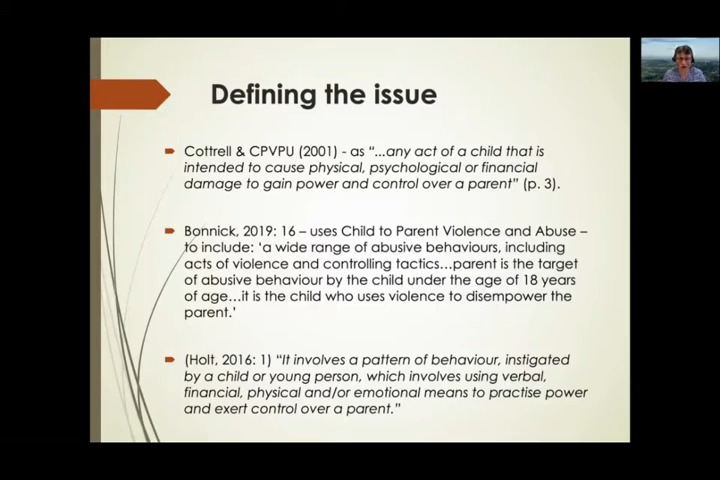 Defining the issue
Cottrell & CPVPU (2001) - as “...any act of a child that is
intended to cause physical, psychological or financial
damage to gain power and control over a parent” (p. 3).
Bonnick, 2019: 16 – uses Child to Parent Violence and Abuse –
to include: ‘a wide range of abusive behaviours, including
acts of violence and controlling tactics…parent is the target
of abusive behaviour by the child under the age of 18 years
of age…it is the child who uses violence to disempower the
parent.’
(Holt, 2016: 1) “It involves a pattern of behaviour, instigated
by a child or young person, which involves using verbal,
financial, physical and/or emotional means to practise power
and exert control over a parent.”